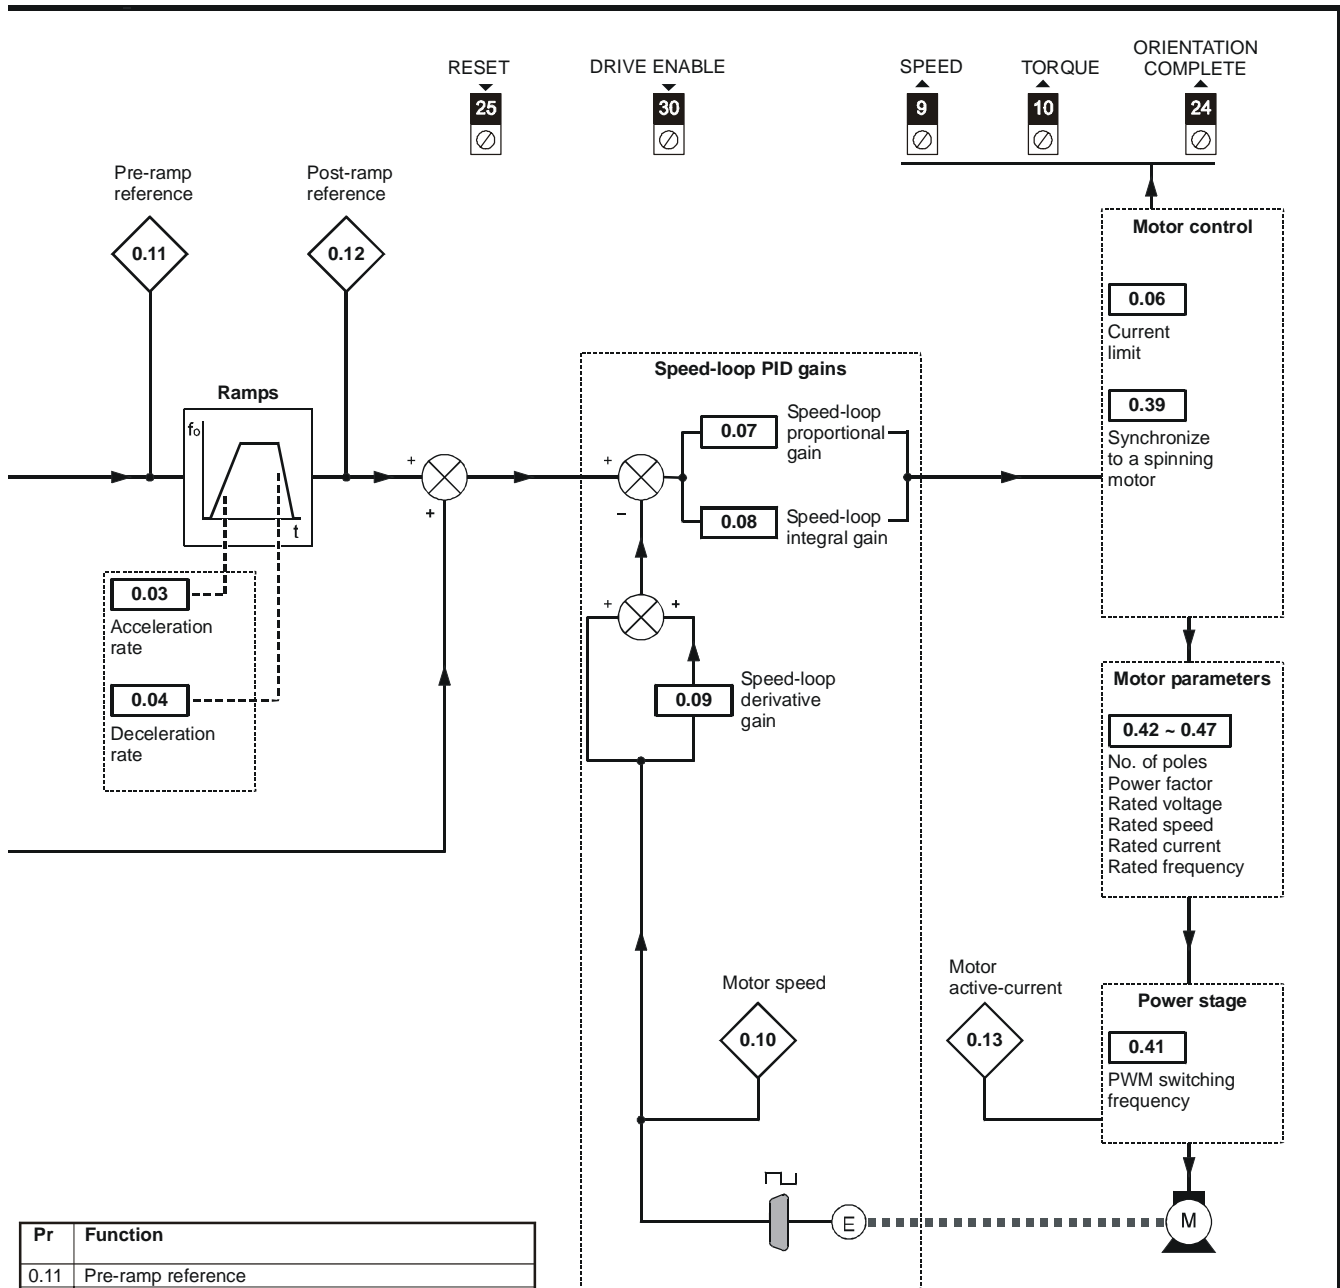 RESET
DRIVE ENABLE
SPEED
TORQUE
ORIENTATION
COMPLETE
25
30
9
10
24
Pre-ramp
reference
Post-ramp
reference
0.11
0.12
Motor control
0.06
Current
limit
0.39
Synchronize
to a spinning
motor
Ramps
fo
t
Speed-loop PID gains
0.07
Speed-loop
proportional
gain
0.08
Speed-loop
integral gain
+
+
+
–
+
+
0.03
Acceleration
rate
0.04
Deceleration
rate
0.09
Speed-loop
derivative
gain
Motor parameters
0.42 ~ 0.47
No. of poles
Power factor
Rated voltage
Rated speed
Rated current
Rated frequency
Motor speed
0.10
Motor
active-current
0.13
Power stage
0.41
PWM switching
frequency
E
M
Pr Function
0.11 Pre-ramp reference